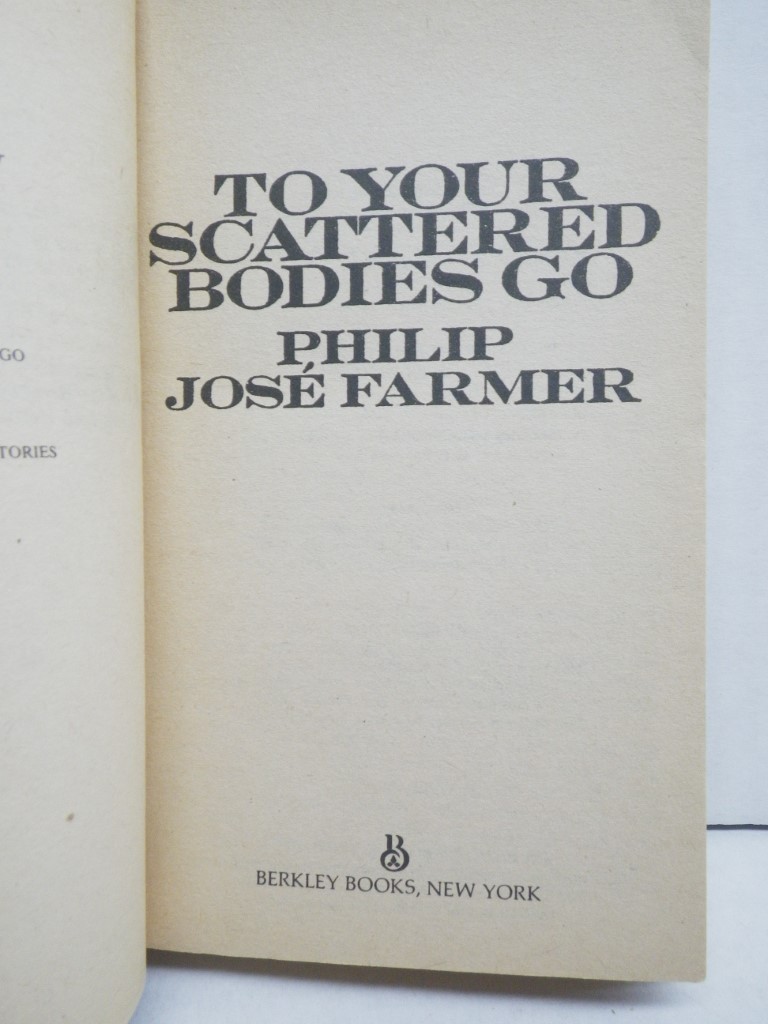 GO
TORIES
TO YOUR
SCATTERED
BODIES GO
PHILIP
JOSÉ FARMER
B
BERKLEY BOOKS, NEW YORK